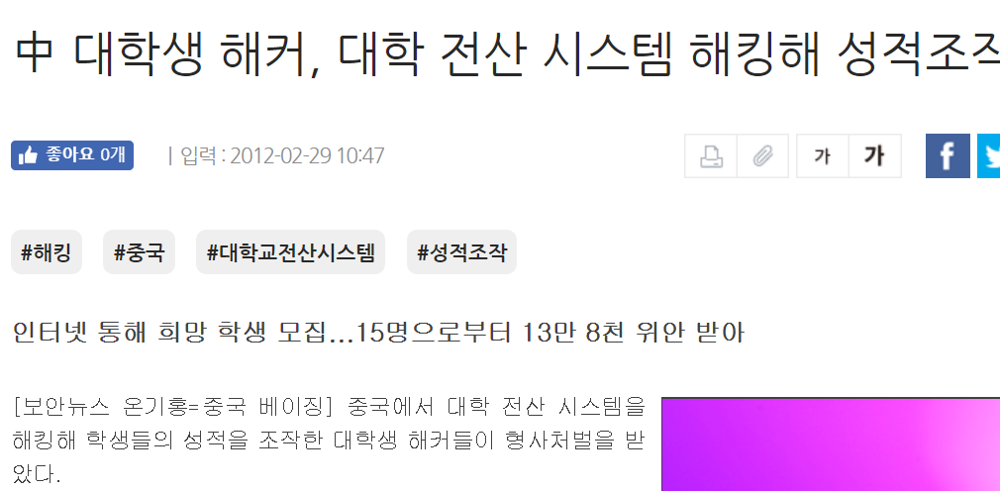 中 대학생 해커, 대학 전산 시스템 해킹해 성적조작
좋아요 0개 | 입력 : 2012-02-29 10:47 가 가 f
#해킹 #중국 #대학교전산시스템 #성적조작
인터넷 통해 희망 학생 모집...15명으로부터 13만 8천 위안 받아
[보안뉴스 온기홍=중국 베이징] 중국에서 대학 전산 시스템을
해킹해 학생들의 성적을 조작한 대학생 해커들이 형사처벌을 받
았다.